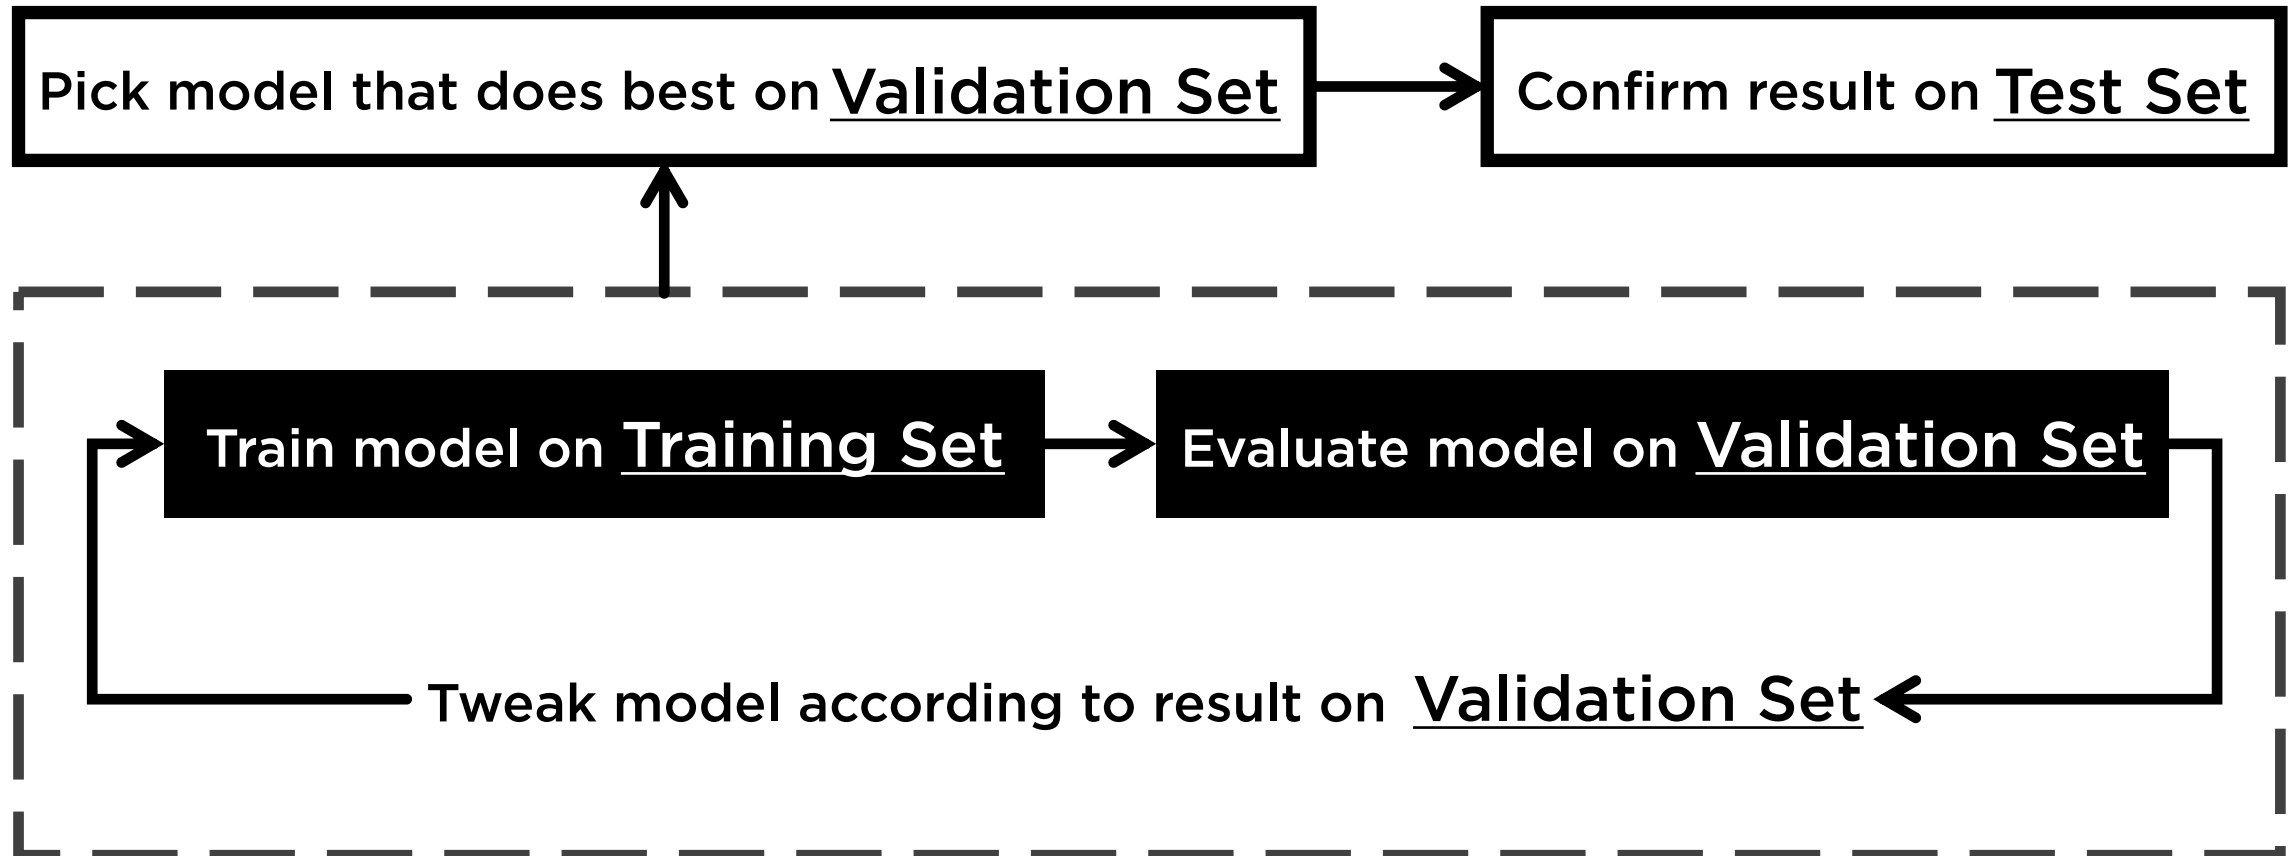 Pick model that does best on Validation Set
Confirm result on Test Set
Train model on Training Set
Evaluate model on Validation Set
Tweak model according to result on Validation Set